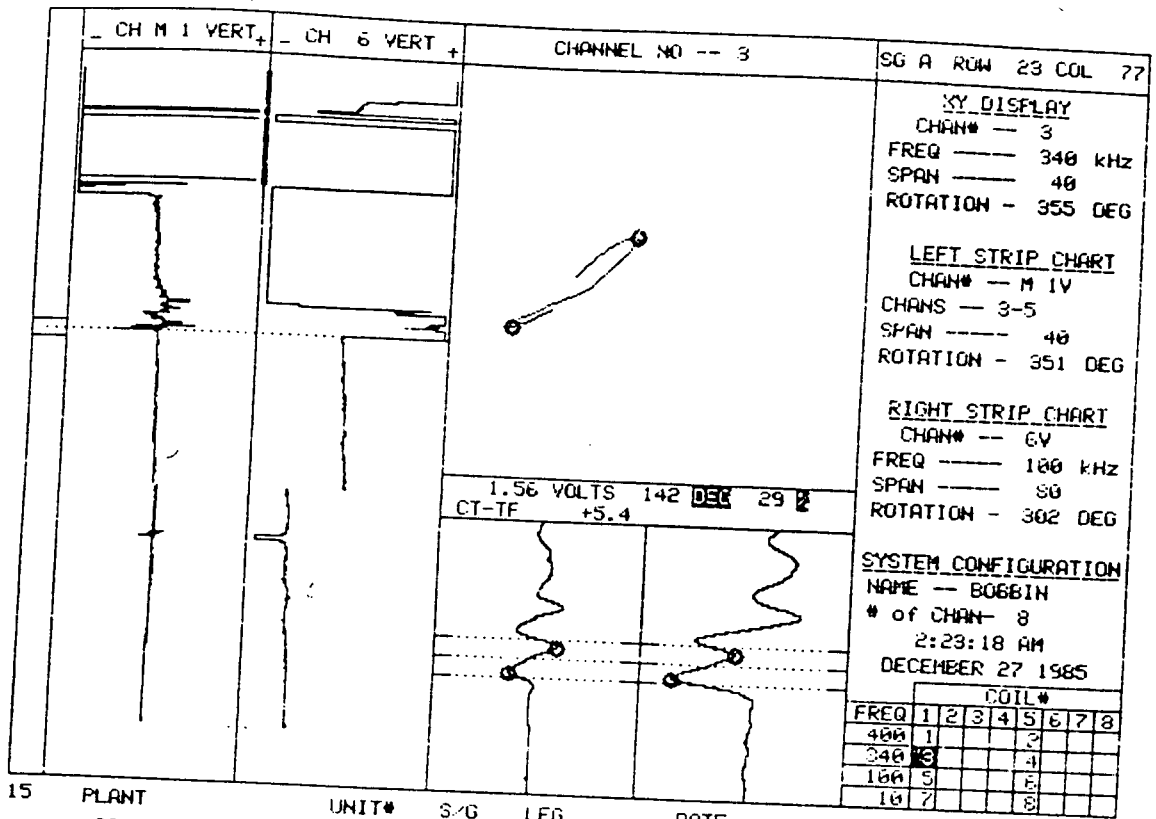 _ CH M 1 VERT +
_ CH 6 VERT +
CHANNEL NO -- 3
SG A ROW 23 COL 77
XY DISPLAY
CHAN# -- 3
FREQ ----- 340 kHz
SPAN ----- 40
ROTATION - 355 DEG
LEFT STRIP CHART
CHAN# -- M 1V
CHANS -- 3-5
SPAN ----- 40
ROTATION - 351 DEG
RIGHT STRIP CHART
CHAN# -- 6V
FREQ ----- 100 kHz
SPAN ----- 80
ROTATION - 302 DEG
1.56 VOLTS 142 DEG 29 %
CT-TF +5.4
SYSTEM CONFIGURATION
NAME -- BOBBIN
# of CHAN- 8
2:23:18 AM
DECEMBER 27 1985
COIL#
FREQ 1 2 3 4 5 6 7 8
400 1 2
340 3 4
100 5 6
10 7 8
15 PLANT UNIT# S/G LEG